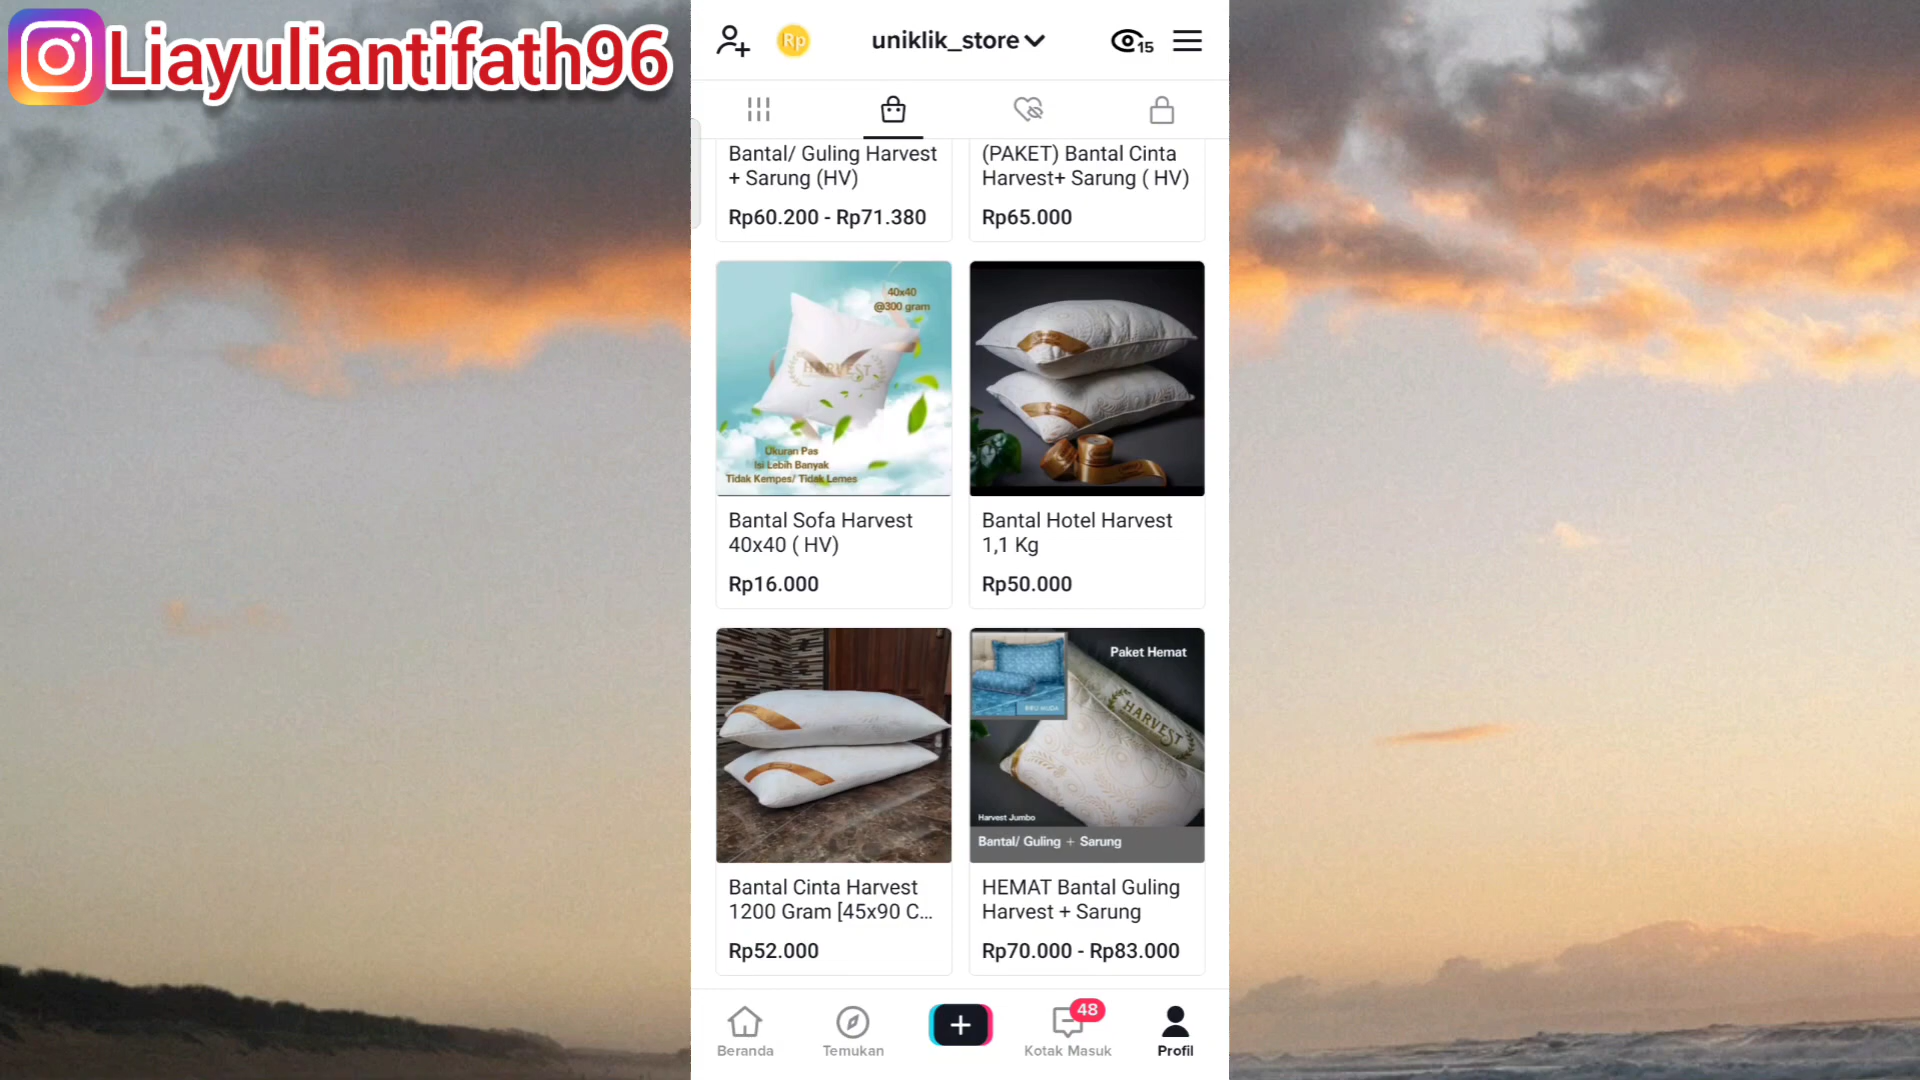 Liayuliantifath96
Rp
uniklik_store
15
Bantal/ Guling Harvest
+ Sarung (HV)
Rp60.200 - Rp71.380
(PAKET) Bantal Cinta
Harvest+ Sarung ( HV)
Rp65.000
40x40
@300 gram
HARVEST
Ukuran Pas
Isi Lebih Banyak
Tidak Kempes/ Tidak Lemes
Bantal Sofa Harvest
40x40 ( HV)
Rp16.000
Bantal Hotel Harvest
1,1 Kg
Rp50.000
Bantal Cinta Harvest
1200 Gram [45x90 C...
Rp52.000
Paket Hemat
BIRU MUDA
HARVEST
Harvest Jumbo
Bantal/ Guling + Sarung
HEMAT Bantal Guling
Harvest + Sarung
Rp70.000 - Rp83.000
Beranda
Temukan
48
Kotak Masuk
Profil